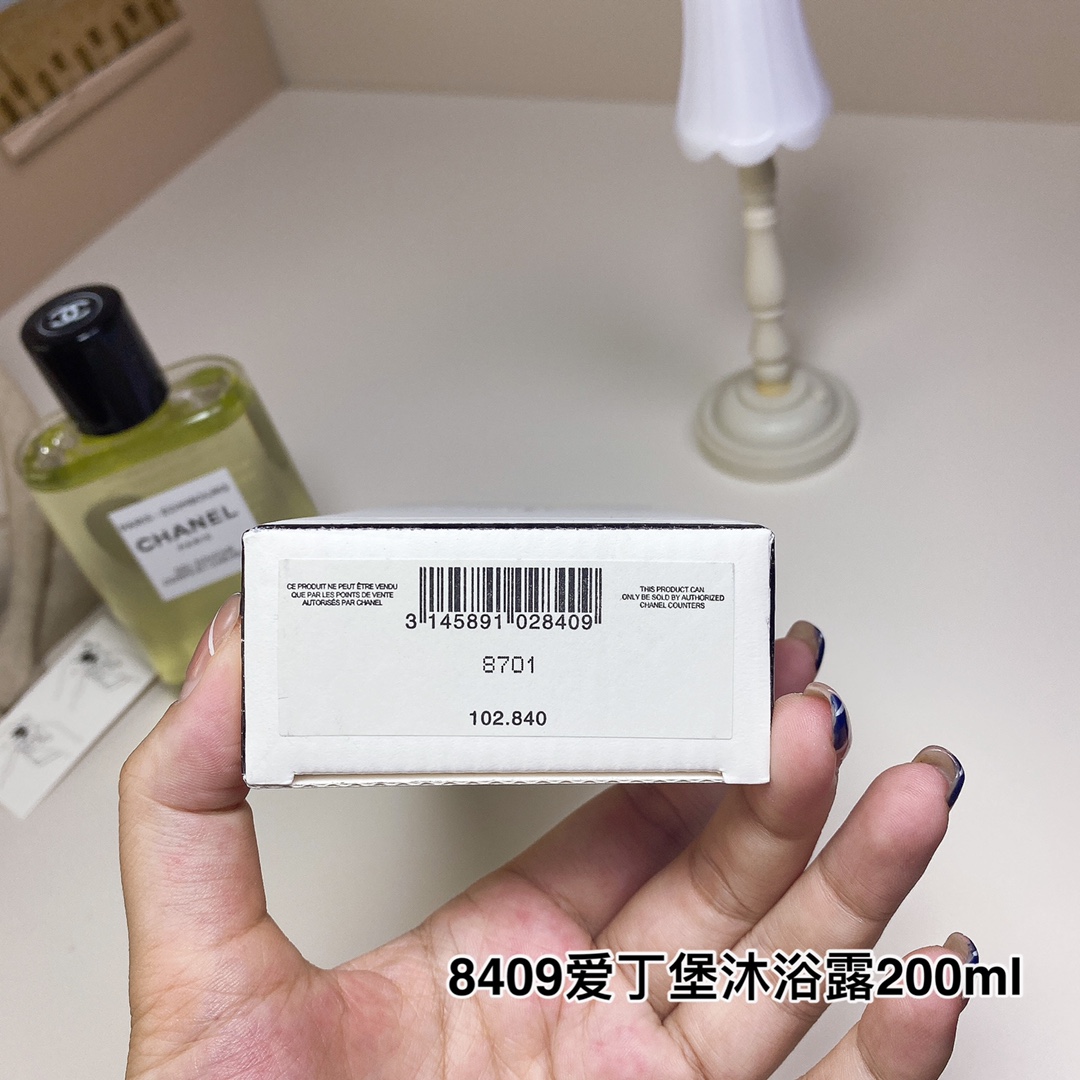 PARIS - EDIMBOURG
CHANEL
PARIS
CE PRODUIT NE PEUT ÊTRE VENDU
QUE PAR LES POINTS DE VENTE
AUTORISÉS PAR CHANEL
3 145891 028409
THIS PRODUCT CAN
ONLY BE SOLD BY AUTHORIZED
CHANEL COUNTERS
8701
102.840
8409爱丁堡沐浴露200ml